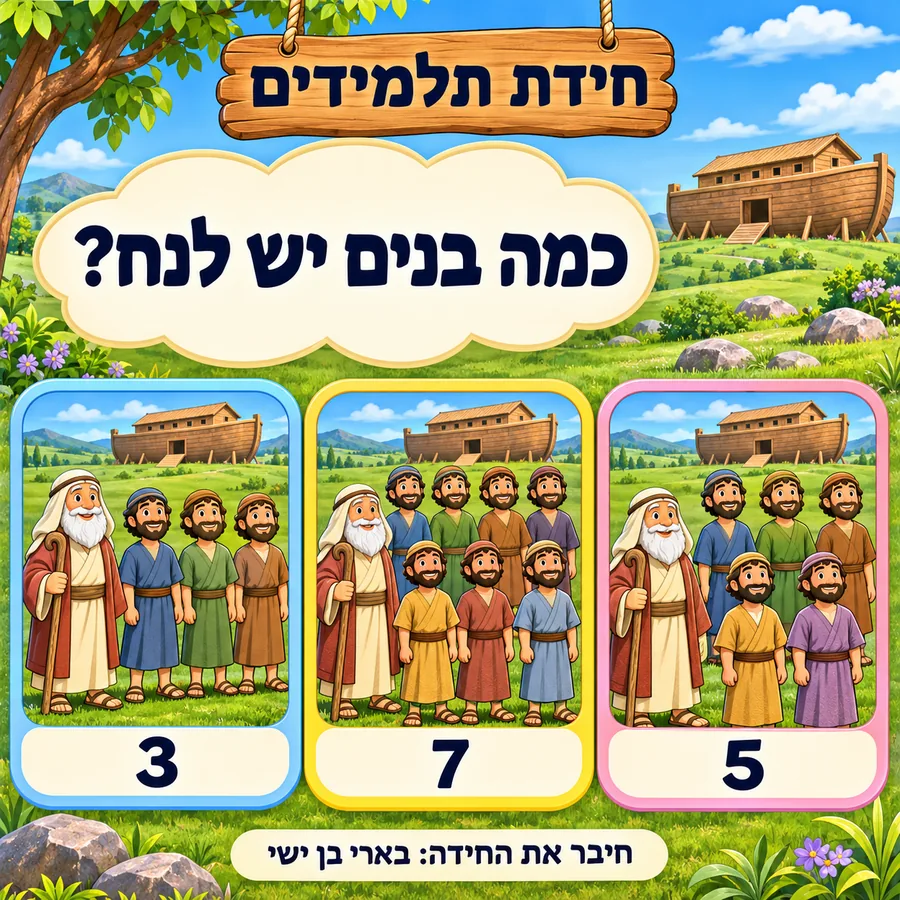 חידת תלמידים
כמה בנים יש לנח?
3
7
5
חיבר את החידה: בארי בן ישי